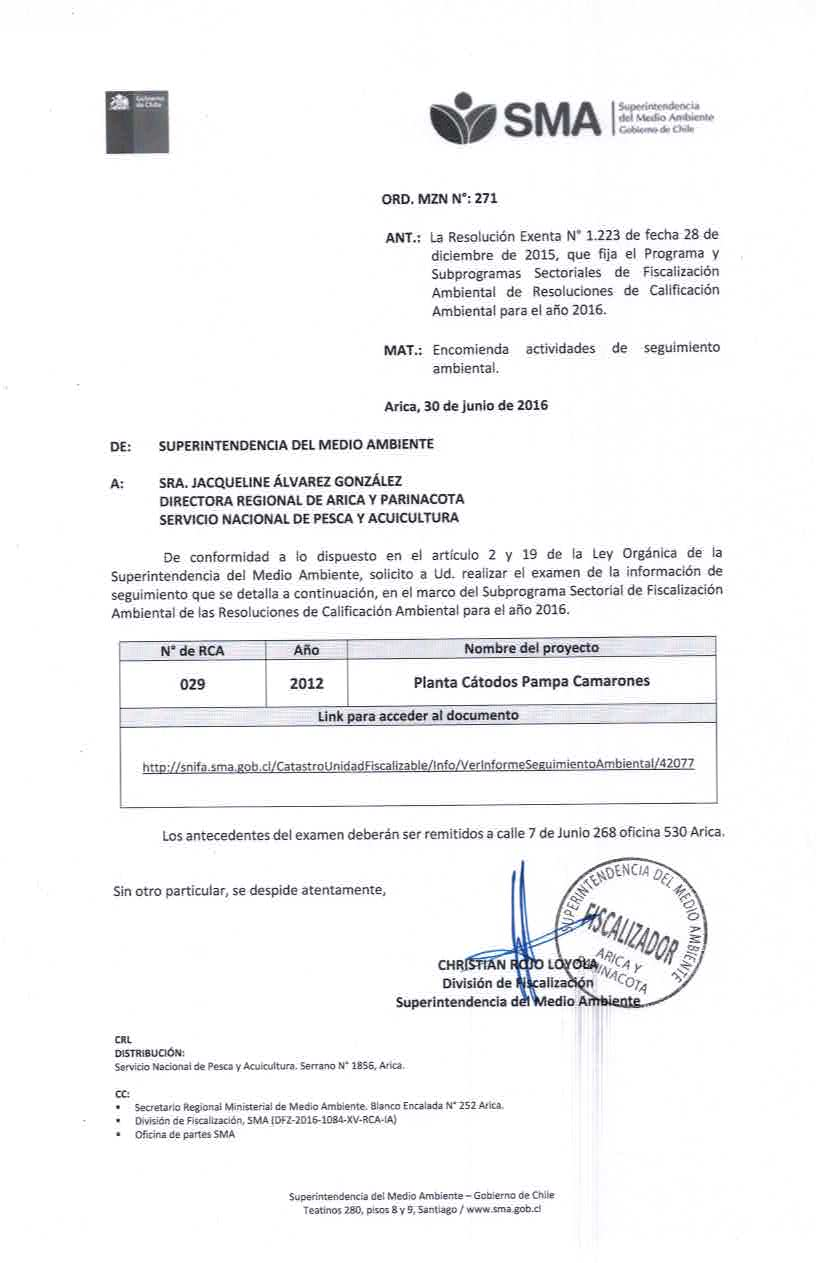 Gobierno
de Chile
SMA
Superintendencia
del Medio Ambiente
Gobierno de Chile
ORD. MZN N°: 271
ANT.: La Resolución Exenta N° 1.223 de fecha 28 de
diciembre de 2015, que fija el Programa y
Subprogramas Sectoriales de Fiscalización
Ambiental de Resoluciones de Calificación
Ambiental para el año 2016.
MAT.: Encomienda actividades de seguimiento
ambiental.
Arica, 30 de junio de 2016
DE: SUPERINTENDENCIA DEL MEDIO AMBIENTE
A: SRA. JACQUELINE ÁLVAREZ GONZÁLEZ
DIRECTORA REGIONAL DE ARICA Y PARINACOTA
SERVICIO NACIONAL DE PESCA Y ACUICULTURA
De conformidad a lo dispuesto en el artículo 2 y 19 de la Ley Orgánica de la
Superintendencia del Medio Ambiente, solicito a Ud. realizar el examen de la información de
seguimiento que se detalla a continuación, en el marco del Subprograma Sectorial de Fiscalización
Ambiental de las Resoluciones de Calificación Ambiental para el año 2016.
N° de RCA Año Nombre del proyecto
029 2012 Planta Cátodos Pampa Camarones
Link para acceder al documento
http://snifa.sma.gob.cl/CatastroUnidadFiscalizable/Info/VerInformeSeguimientoAmbiental/42077
Los antecedentes del examen deberán ser remitidos a calle 7 de Junio 268 oficina 530 Arica.
Sin otro particular, se despide atentamente,
SUPERINTENDENCIA DEL MEDIO AMBIENTE
FISCALIZADOR
ARICA Y
PARINACOTA
CHRISTIAN ROJO LOYOLA
División de Fiscalización
Superintendencia del Medio Ambiente
CRL
DISTRIBUCIÓN:
Servicio Nacional de Pesca y Acuicultura. Serrano N° 1856, Arica.
CC:
▪ Secretario Regional Ministerial de Medio Ambiente. Blanco Encalada N° 252 Arica.
▪ División de Fiscalización, SMA (DFZ-2016-1084-XV-RCA-IA)
▪ Oficina de partes SMA
Superintendencia del Medio Ambiente – Gobierno de Chile
Teatinos 280, pisos 8 y 9, Santiago / www.sma.gob.cl